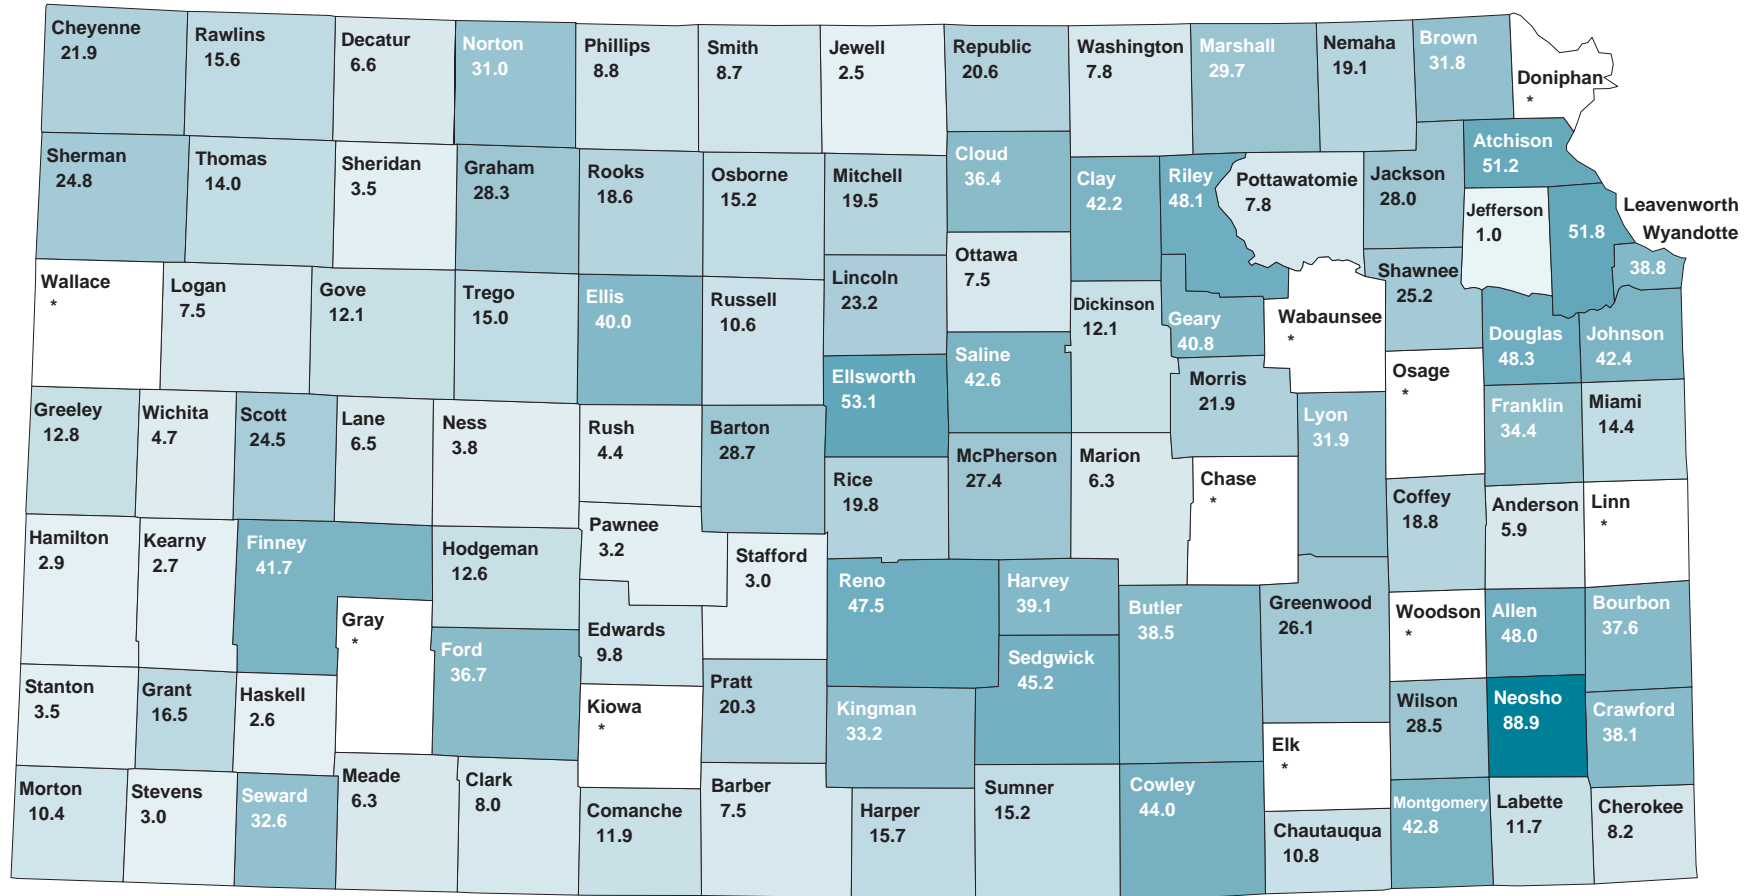 Cheyenne
21.9
Rawlins
15.6
Decatur
6.6
Norton
31.0
Phillips
8.8
Smith
8.7
Jewell
2.5
Republic
20.6
Washington
7.8
Marshall
29.7
Nemaha
19.1
Brown
31.8
Doniphan
*
Sherman
24.8
Thomas
14.0
Sheridan
3.5
Graham
28.3
Rooks
18.6
Osborne
15.2
Mitchell
19.5
Cloud
36.4
Clay
42.2
Riley
48.1
Pottawatomie
7.8
Jackson
28.0
Atchison
51.2
Jefferson
1.0
Leavenworth
51.8
Wyandotte
38.8
Wallace
*
Logan
7.5
Gove
12.1
Trego
15.0
Ellis
40.0
Russell
10.6
Lincoln
23.2
Ottawa
7.5
Dickinson
12.1
Geary
40.8
Wabaunsee
*
Shawnee
25.2
Douglas
48.3
Johnson
42.4
Ellsworth
53.1
Saline
42.6
Morris
21.9
Osage
*
Greeley
12.8
Wichita
4.7
Scott
24.5
Lane
6.5
Ness
3.8
Rush
4.4
Barton
28.7
Rice
19.8
McPherson
27.4
Marion
6.3
Chase
*
Lyon
31.9
Franklin
34.4
Miami
14.4
Coffey
18.8
Anderson
5.9
Linn
*
Hamilton
2.9
Kearny
2.7
Finney
41.7
Hodgeman
12.6
Pawnee
3.2
Stafford
3.0
Reno
47.5
Harvey
39.1
Butler
38.5
Greenwood
26.1
Woodson
*
Allen
48.0
Bourbon
37.6
Gray
*
Ford
36.7
Edwards
9.8
Sedgwick
45.2
Stanton
3.5
Grant
16.5
Haskell
2.6
Kiowa
*
Pratt
20.3
Kingman
33.2
Elk
*
Wilson
28.5
Neosho
88.9
Crawford
38.1
Morton
10.4
Stevens
3.0
Seward
32.6
Meade
6.3
Clark
8.0
Comanche
11.9
Barber
7.5
Harper
15.7
Sumner
15.2
Cowley
44.0
Chautauqua
10.8
Montgomery
42.8
Labette
11.7
Cherokee
8.2